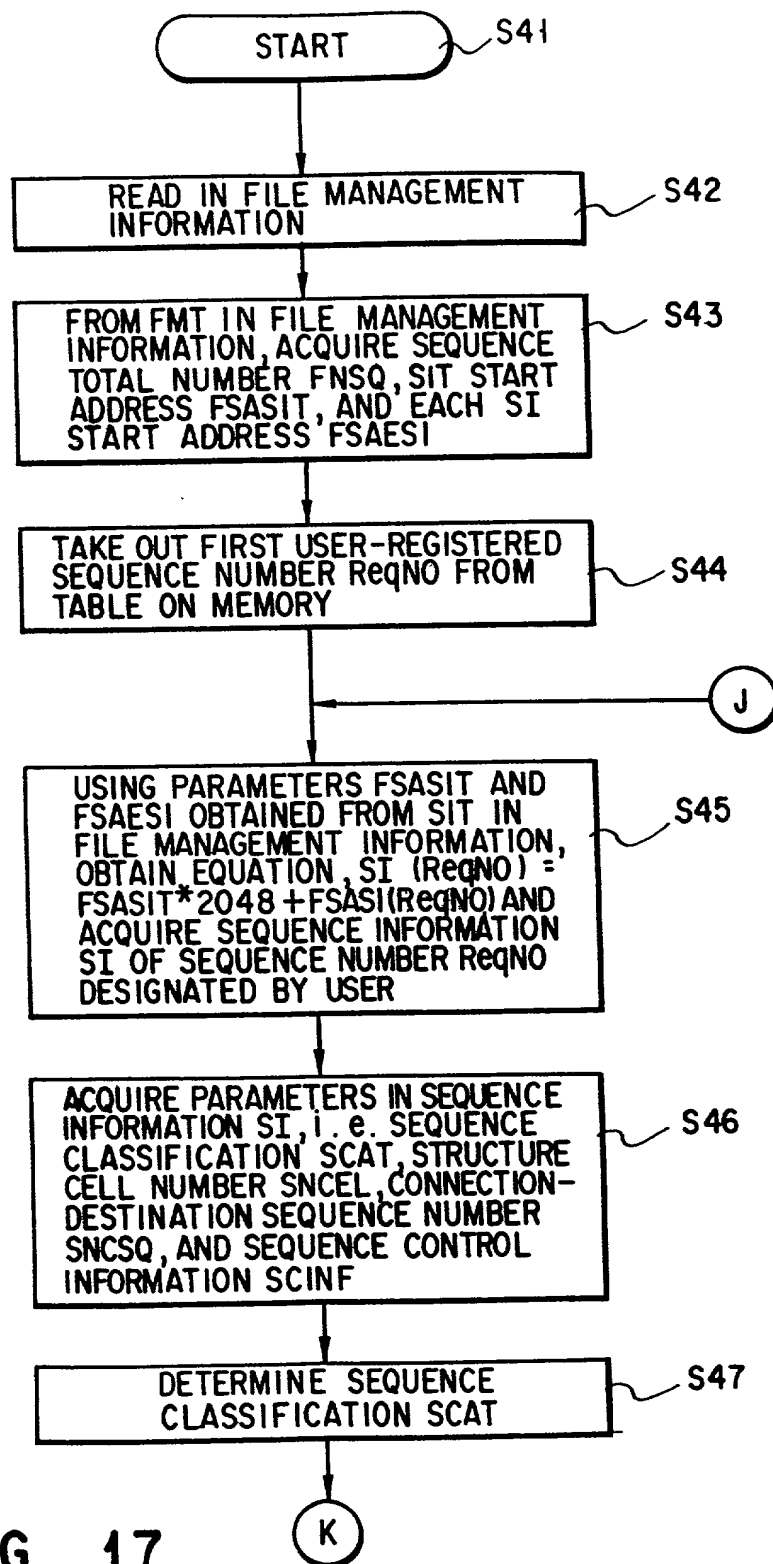 START
S41
READ IN FILE MANAGEMENT
INFORMATION
S42
FROM FMT IN FILE MANAGEMENT
INFORMATION, ACQUIRE SEQUENCE
TOTAL NUMBER FNSQ, SIT START
ADDRESS FSASIT, AND EACH SI
START ADDRESS FSAESI
S43
TAKE OUT FIRST USER-REGISTERED
SEQUENCE NUMBER ReqNO FROM
TABLE ON MEMORY
S44
J
USING PARAMETERS FSASIT AND
FSAESI OBTAINED FROM SIT IN
FILE MANAGEMENT INFORMATION,
OBTAIN EQUATION, SI (ReqNO) =
FSASIT*2048+FSASI(ReqNO) AND
ACQUIRE SEQUENCE INFORMATION
SI OF SEQUENCE NUMBER ReqNO
DESIGNATED BY USER
S45
ACQUIRE PARAMETERS IN SEQUENCE
INFORMATION SI, i.e. SEQUENCE
CLASSIFICATION SCAT, STRUCTURE
CELL NUMBER SNCEL, CONNECTION-
DESTINATION SEQUENCE NUMBER
SNCSQ, AND SEQUENCE CONTROL
INFORMATION SCINF
S46
DETERMINE SEQUENCE
CLASSIFICATION SCAT
S47
K
G. 17